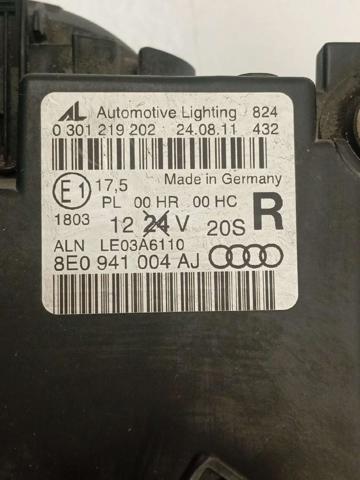 AL Automotive Lighting 824
0 301 219 202 24.08.11 432
E1 17,5 Made in Germany
PL 00 HR 00 HC
1803 12 24 V 20S R
ALN LE03A6110
8E0 941 004 AJ